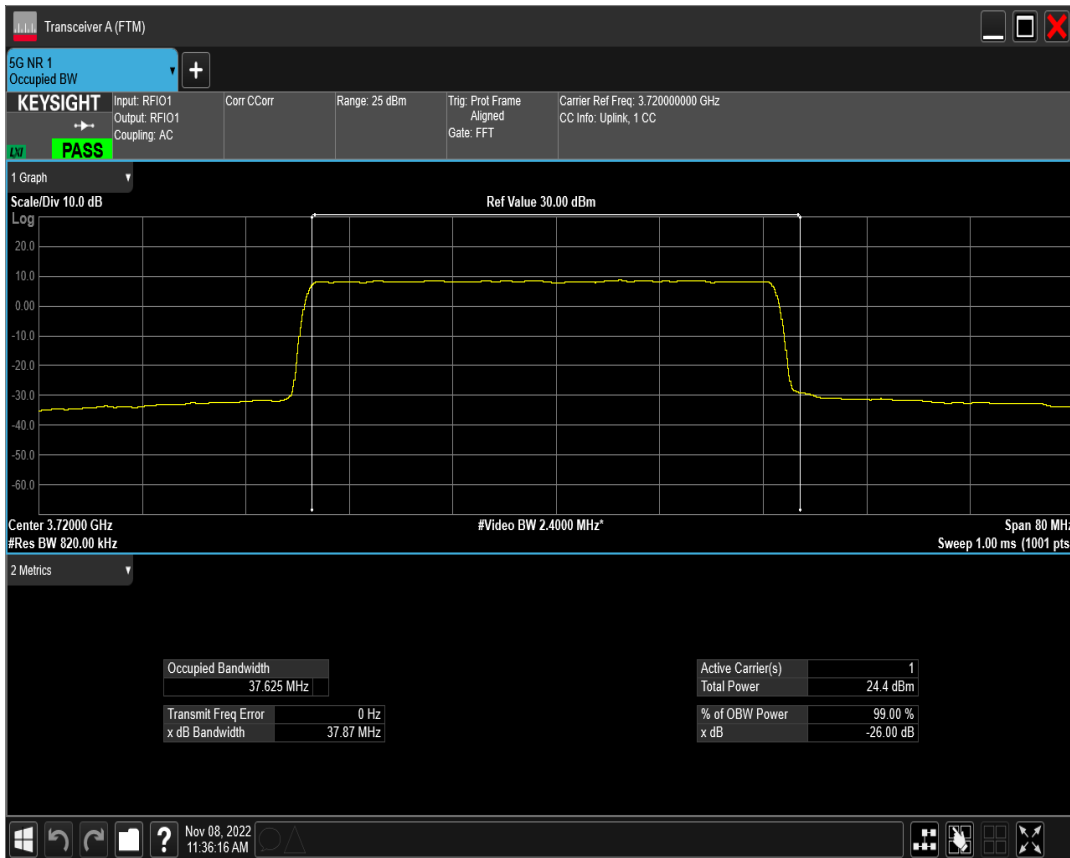 Transceiver A (FTM)
5G NR 1
Occupied BW
+
KEYSIGHT
LXI
PASS
Input: RFIO1
Output: RFIO1
Coupling: AC
Corr CCorr
Range: 25 dBm
Trig: Prot Frame
Aligned
Gate: FFT
Carrier Ref Freq: 3.720000000 GHz
CC Info: Uplink, 1 CC
1 Graph
Scale/Div 10.0 dB
Ref Value 30.00 dBm
Log
20.0
10.0
0.00
-10.0
-20.0
-30.0
-40.0
-50.0
-60.0
Center 3.72000 GHz
#Video BW 2.4000 MHz*
Span 80 MHz
#Res BW 820.00 kHz
Sweep 1.00 ms (1001 pts
2 Metrics
Occupied Bandwidth
37.625 MHz
Transmit Freq Error 0 Hz
x dB Bandwidth 37.87 MHz
Active Carrier(s) 1
Total Power 24.4 dBm
% of OBW Power 99.00 %
x dB -26.00 dB
?
Nov 08, 2022
11:36:16 AM